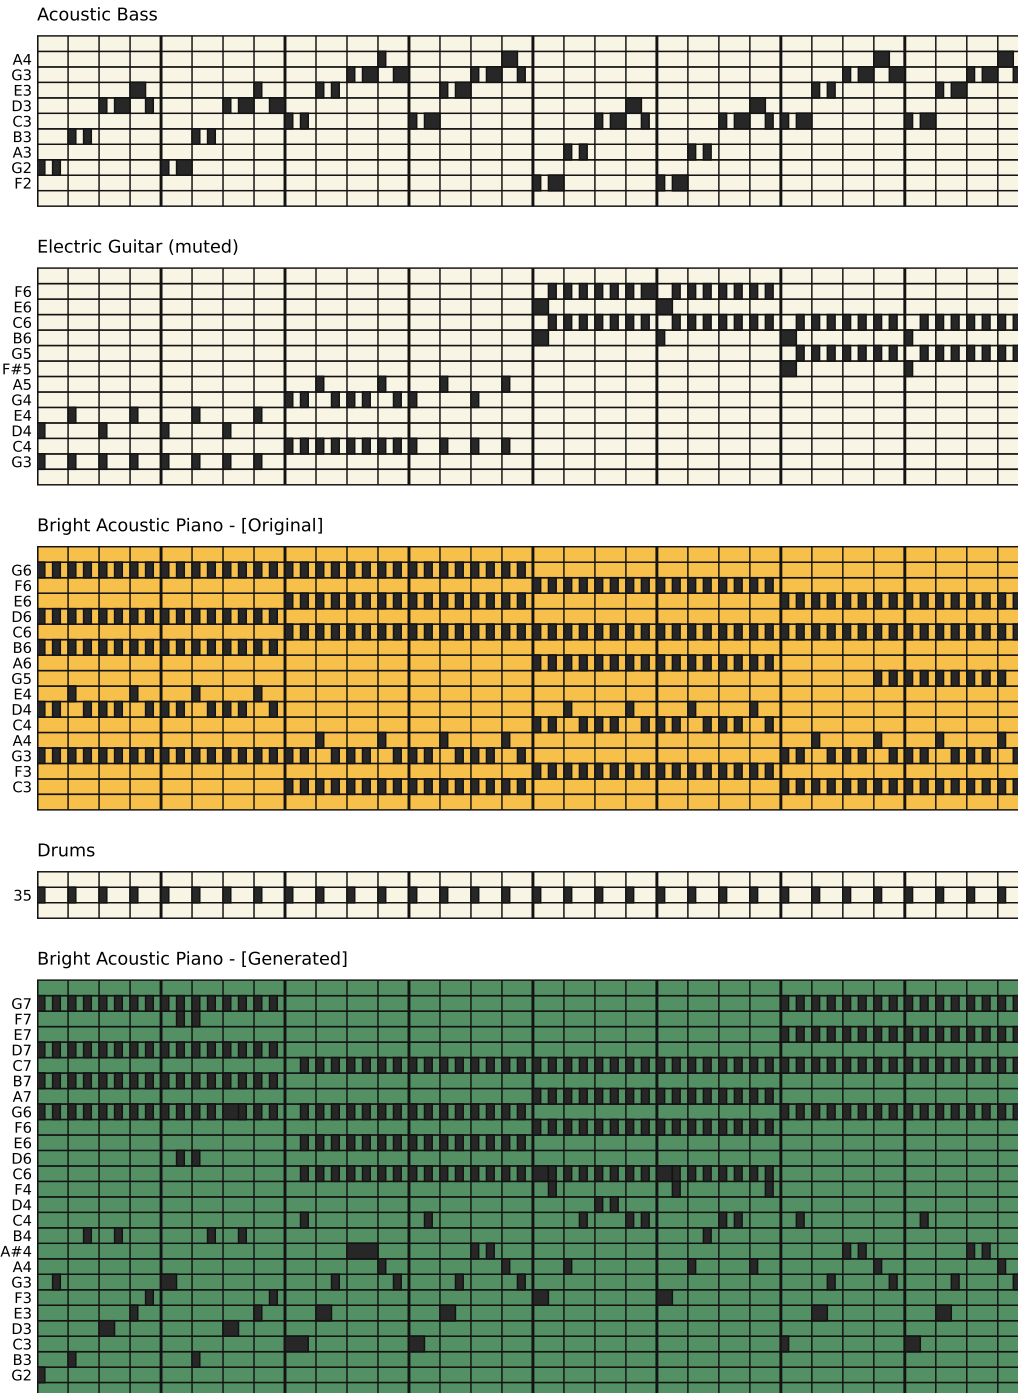 Acoustic Bass
A4
G3
E3
D3
C3
B3
A3
G2
F2
Electric Guitar (muted)
F6
E6
C6
B6
G5
F#5
A5
G4
E4
D4
C4
G3
Bright Acoustic Piano - [Original]
G6
F6
E6
D6
C6
B6
A6
G5
E4
D4
C4
A4
G3
F3
C3
Drums
35
Bright Acoustic Piano - [Generated]
G7
F7
E7
D7
C7
B7
A7
G6
F6
E6
D6
C6
F4
D4
C4
B4
A#4
A4
G3
F3
E3
D3
C3
B3
G2